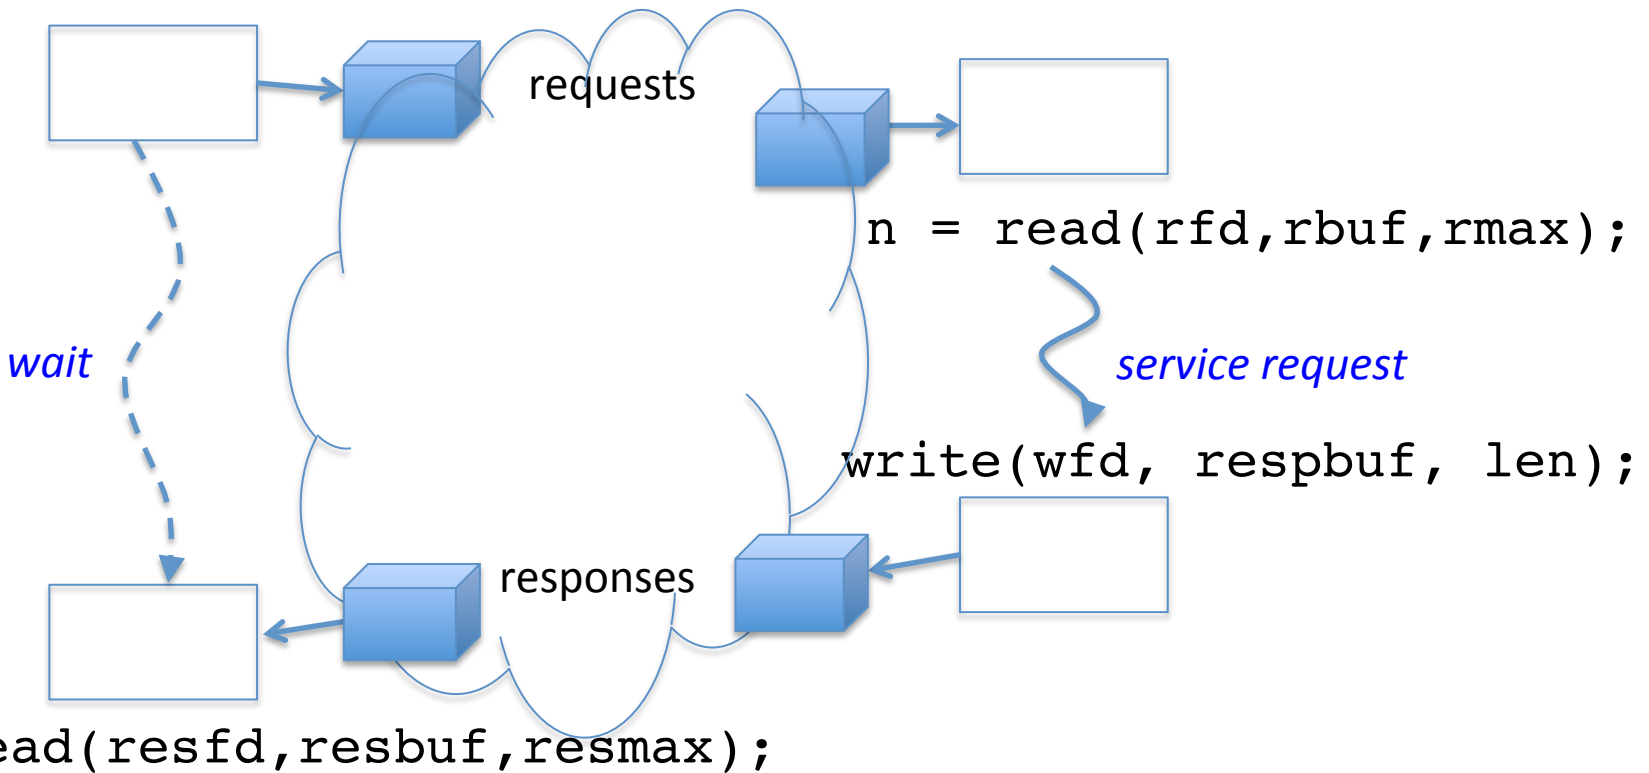 requests
n = read(rfd,rbuf,rmax);
wait
service request
write(wfd, respbuf, len);
responses
ead(resfd,resbuf,resmax);